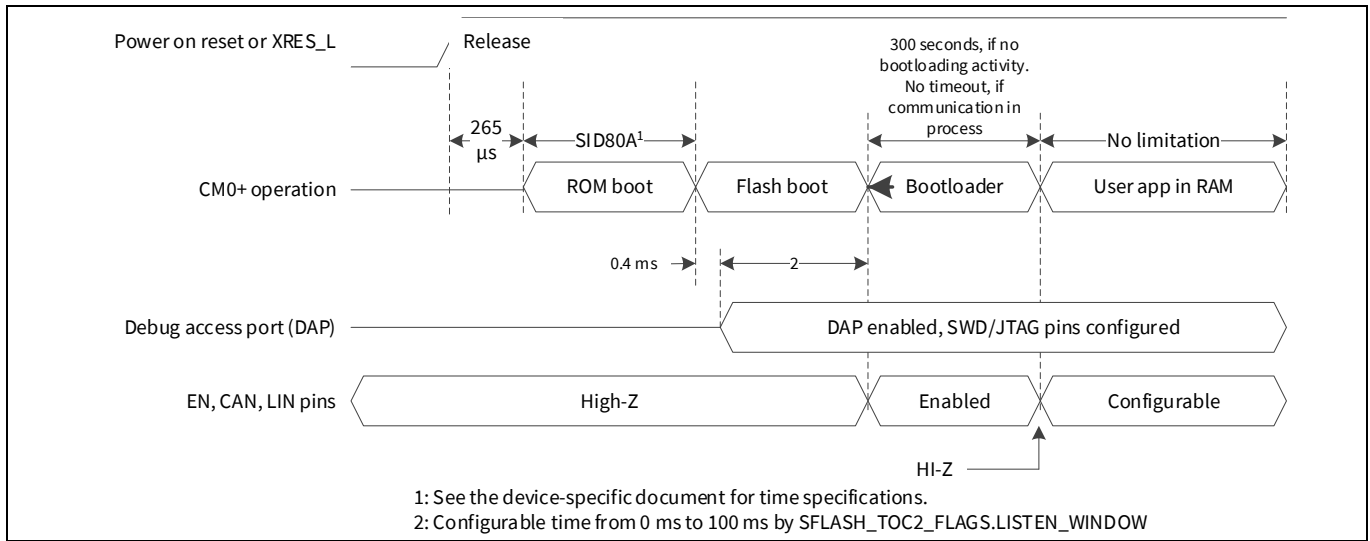 Power on reset or XRES_L
Release
300 seconds, if no
bootloading activity.
No timeout, if
communication in
process
265
µs
SID80A1
No limitation
CM0+ operation
ROM boot
Flash boot
Bootloader
User app in RAM
0.4 ms
2
Debug access port (DAP)
DAP enabled, SWD/JTAG pins configured
EN, CAN, LIN pins
High-Z
Enabled
Configurable
HI-Z
1: See the device-specific document for time specifications.
2: Configurable time from 0 ms to 100 ms by SFLASH_TOC2_FLAGS.LISTEN_WINDOW